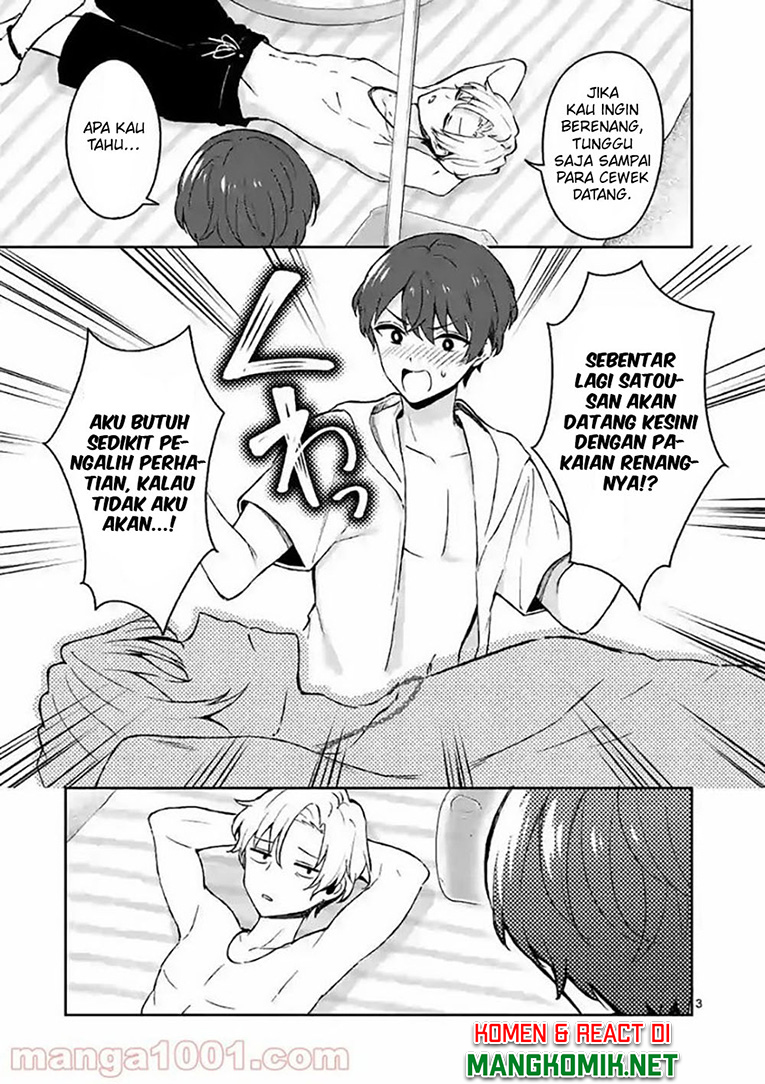 JIKA
KAU INGIN
BERENANG,
TUNGGU
SAJA SAMPAI
PARA CEWEK
DATANG.
APA KAU
TAHU...
SEBENTAR
LAGI SATOU-
SAN AKAN
DATANG KESINI
DENGAN PA-
KAIAN RENANG-
NYA!?
くわっ
AKU BUTUH
SEDIKIT PE-
NGALIH PERHA-
TIAN, KALAU
TIDAK AKU
AKAN...!
3
manga1001.com
KOMEN & REACT DI
MANGKOMIK.NET